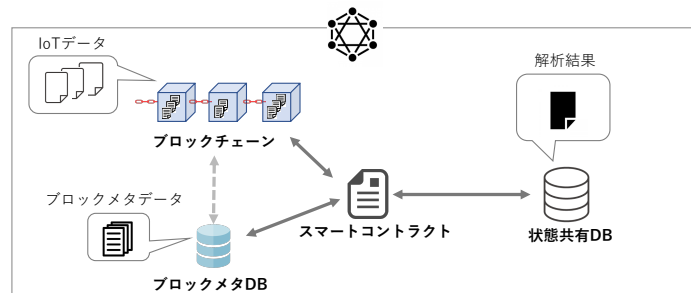 IoTデータ
解析結果
ブロックチェーン
ブロックメタデータ
スマートコントラクト
状態共有DB
ブロックメタDB